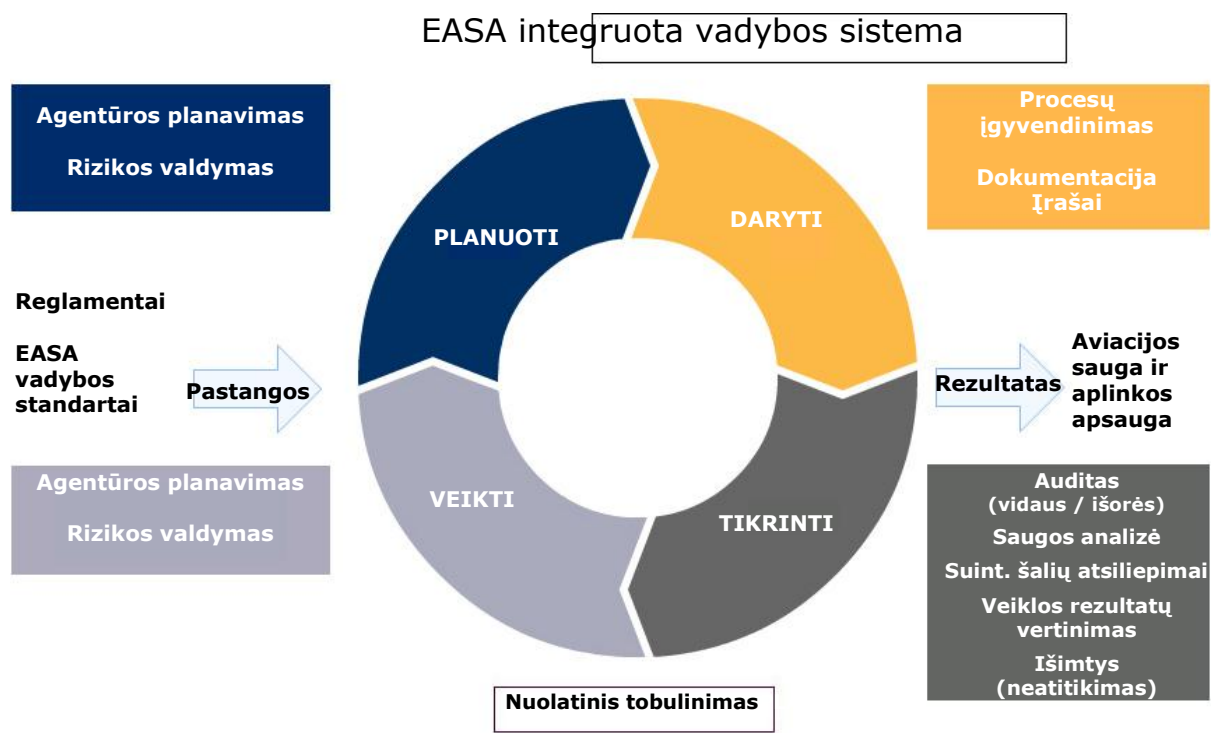 EASA integruota vadybos sistema
Agentūros planavimas
Rizikos valdymas
Procesų
įgyvendinimas
Dokumentacija
Įrašai
PLANUOTI
DARYTI
Reglamentai
EASA
vadybos
standartai
Pastangos
Rezultatas
Aviacijos
sauga ir
aplinkos
apsauga
Agentūros planavimas
Rizikos valdymas
VEIKTI
TIKRINTI
Auditas
(vidaus / išorės)
Saugos analizė
Suint. šalių atsiliepimai
Veiklos rezultatų
vertinimas
Išimtys
(neatitikimas)
Nuolatinis tobulinimas